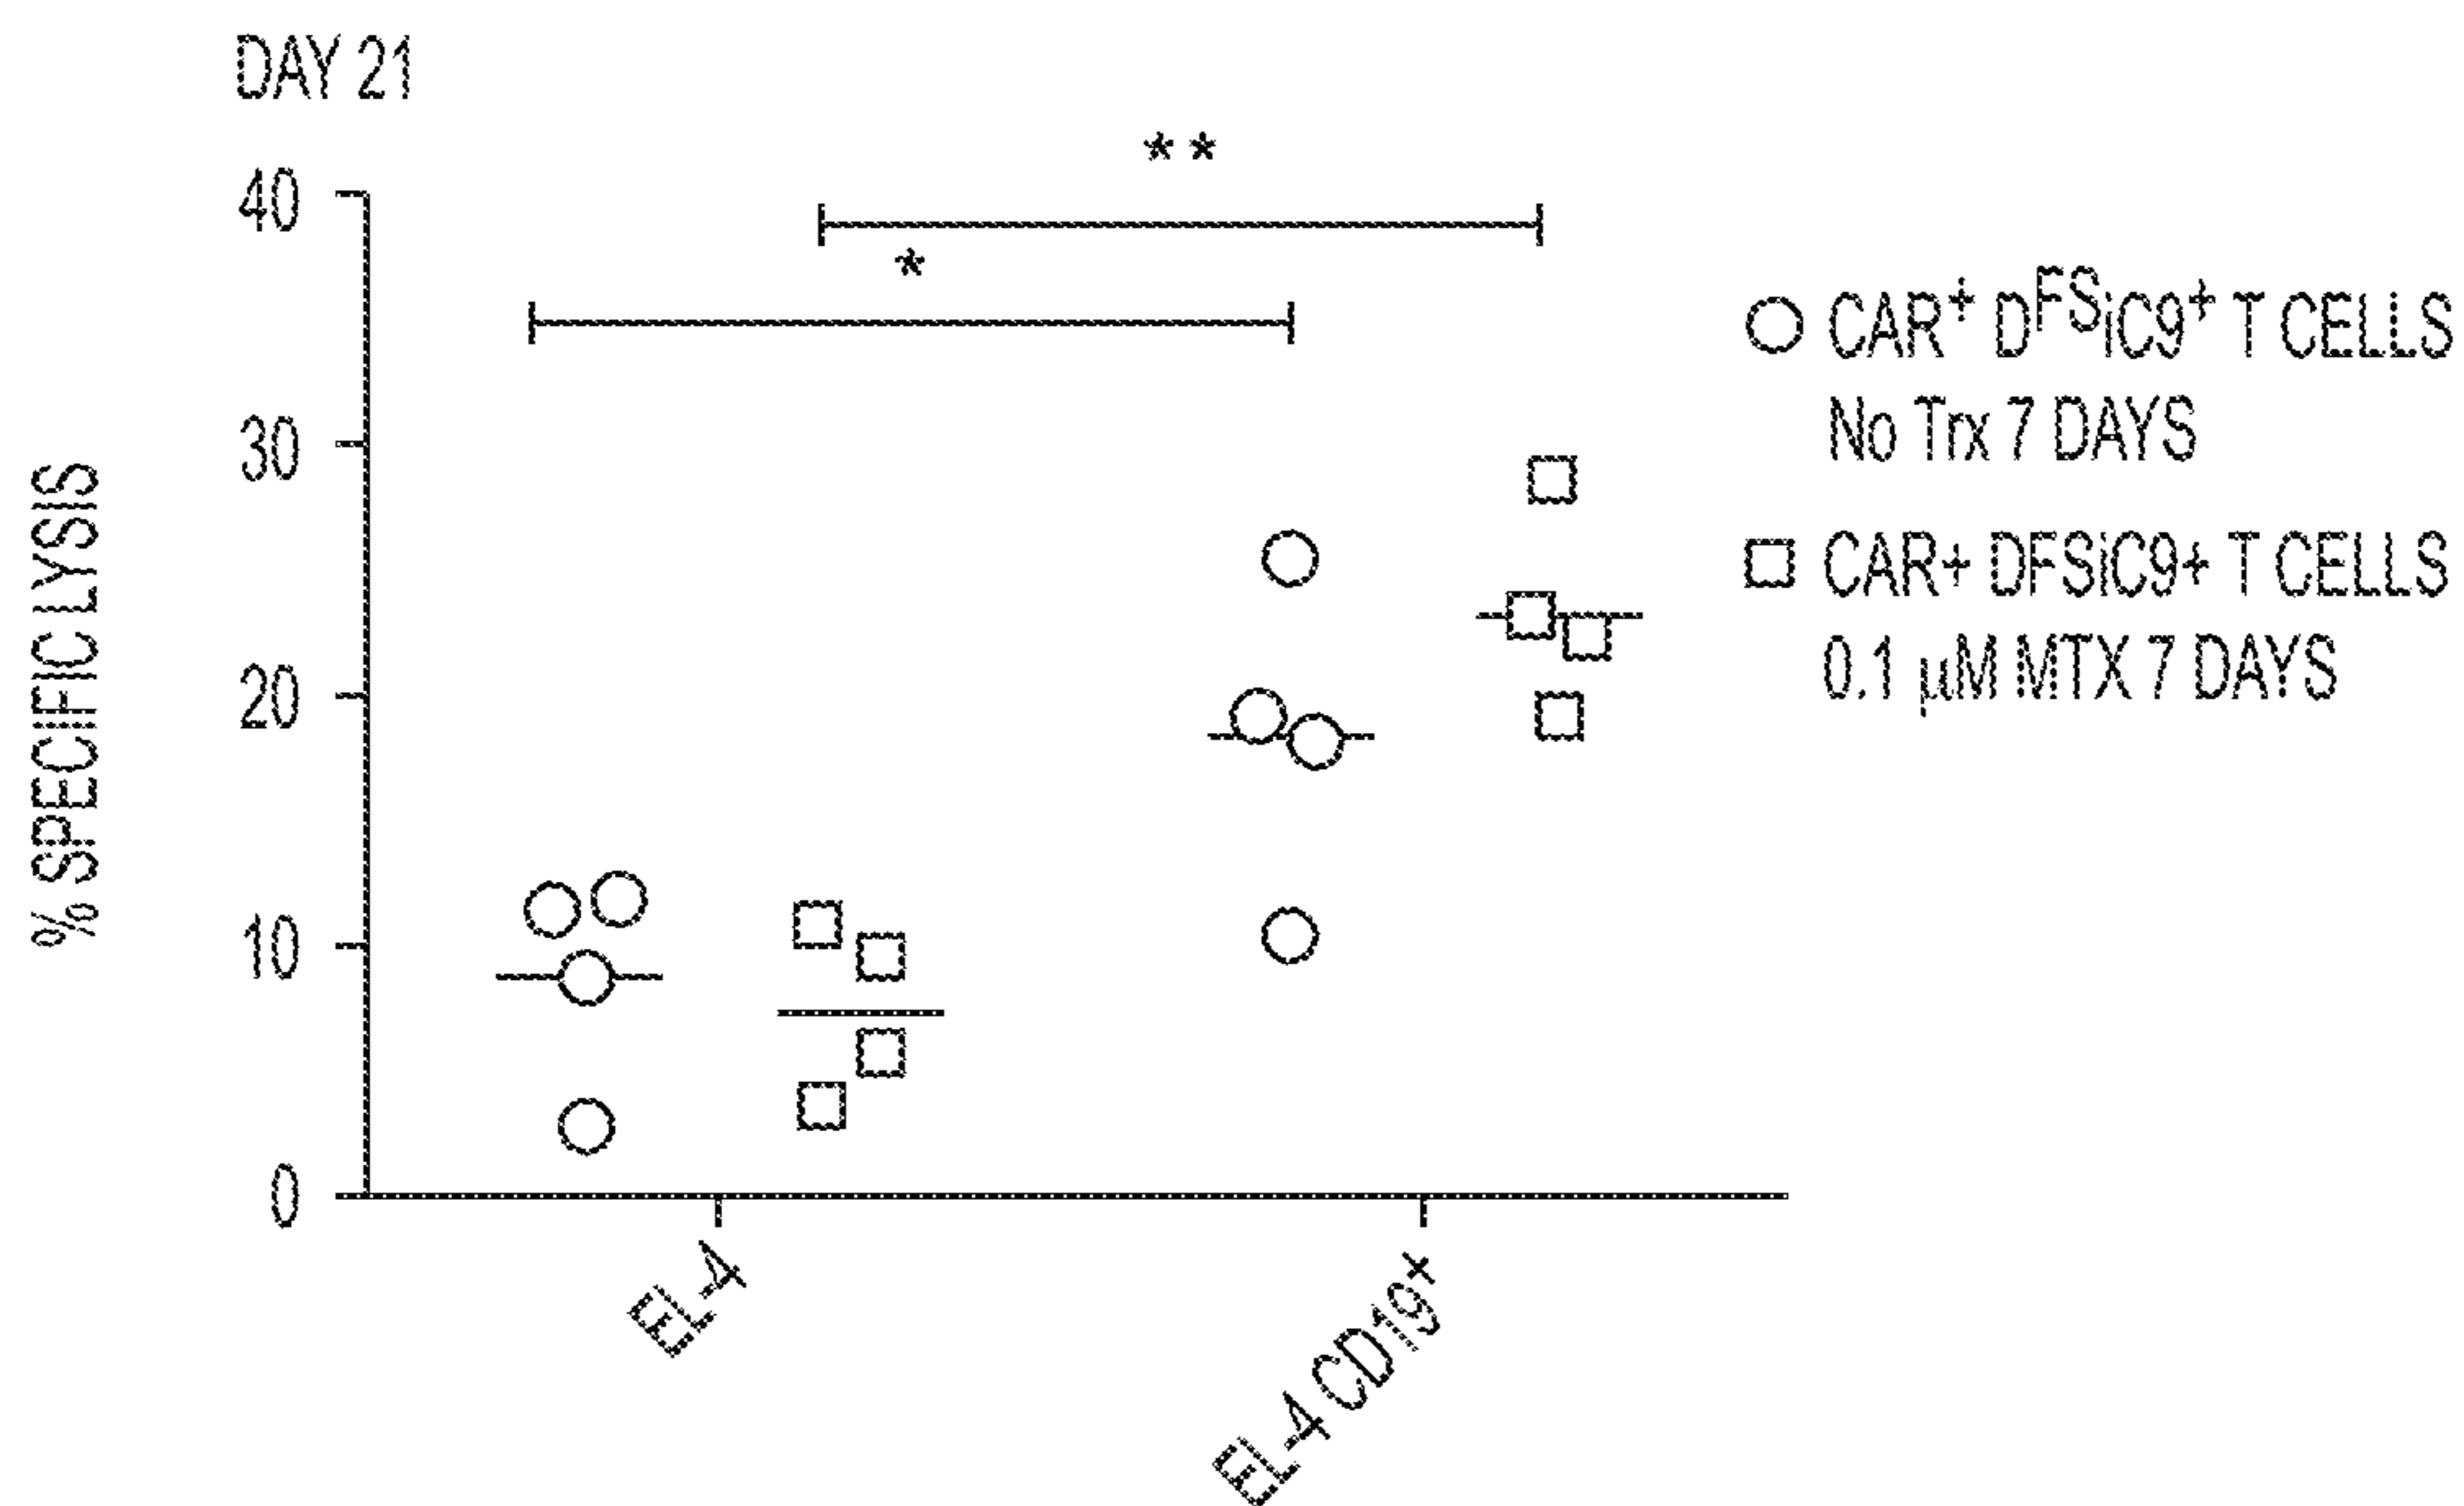 DAY 21
**
*
40
30
20
10
0
% SPECIFIC LYSIS
EL-4
EL-4 CD19⁺
CAR⁺ DᶠˢiC9⁺ T CELLS
No Trx 7 DAYS
CAR+ DFSiC9+ T CELLS
0.1 µM MTX 7 DAYS